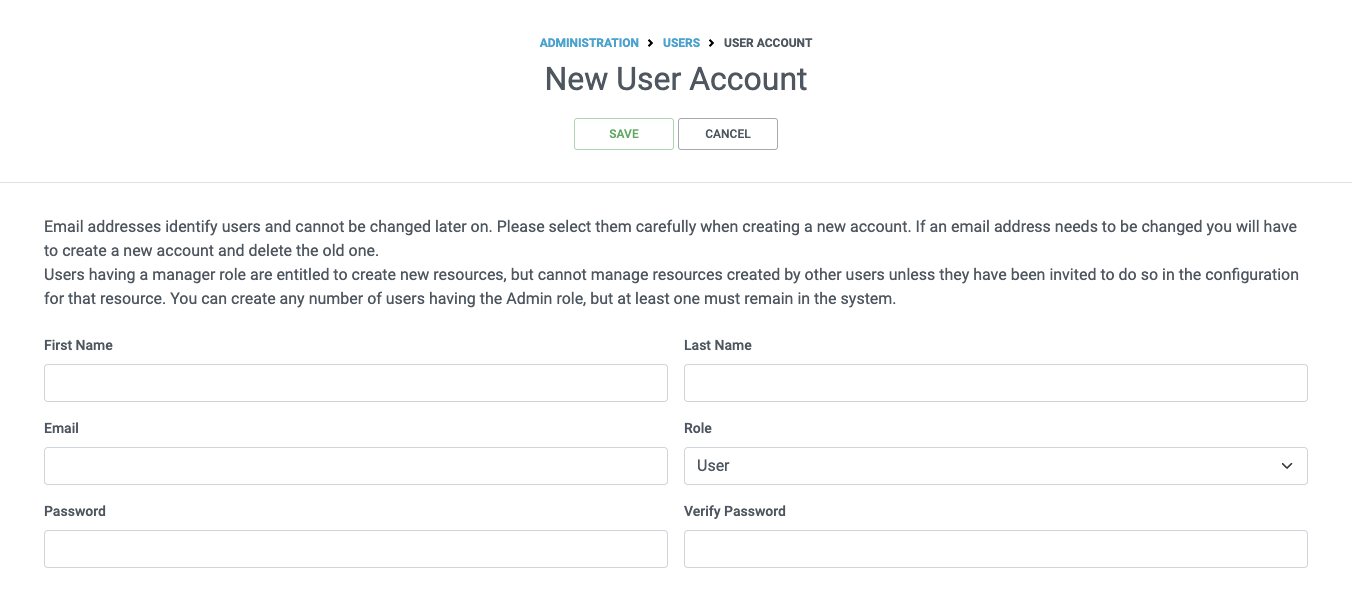 ADMINISTRATION > USERS > USER ACCOUNT
New User Account
SAVE CANCEL
Email addresses identify users and cannot be changed later on. Please select them carefully when creating a new account. If an email address needs to be changed you will have
to create a new account and delete the old one.
Users having a manager role are entitled to create new resources, but cannot manage resources created by other users unless they have been invited to do so in the configuration
for that resource. You can create any number of users having the Admin role, but at least one must remain in the system.
First Name Last Name
Email Role
User
Password Verify Password